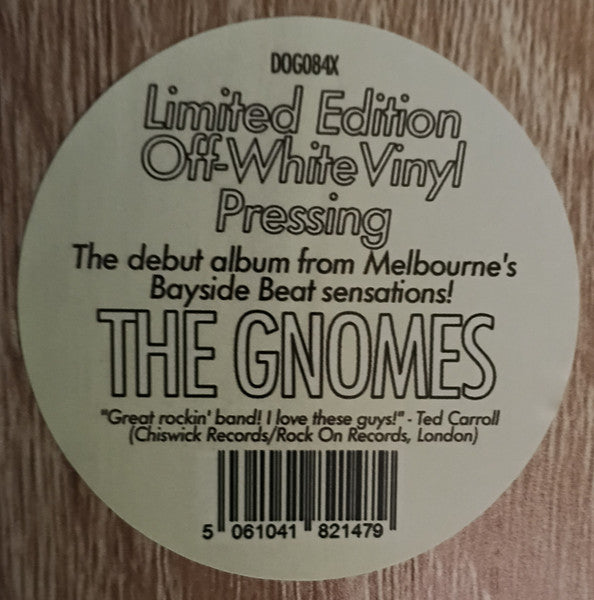 DOG084X
Limited Edition
Off-White Vinyl
Pressing
The debut album from Melbourne's
Bayside Beat sensations!
THE GNOMES
"Great rockin' band! I love these guys!" - Ted Carroll
(Chiswick Records/Rock On Records, London)
5 061041 821479